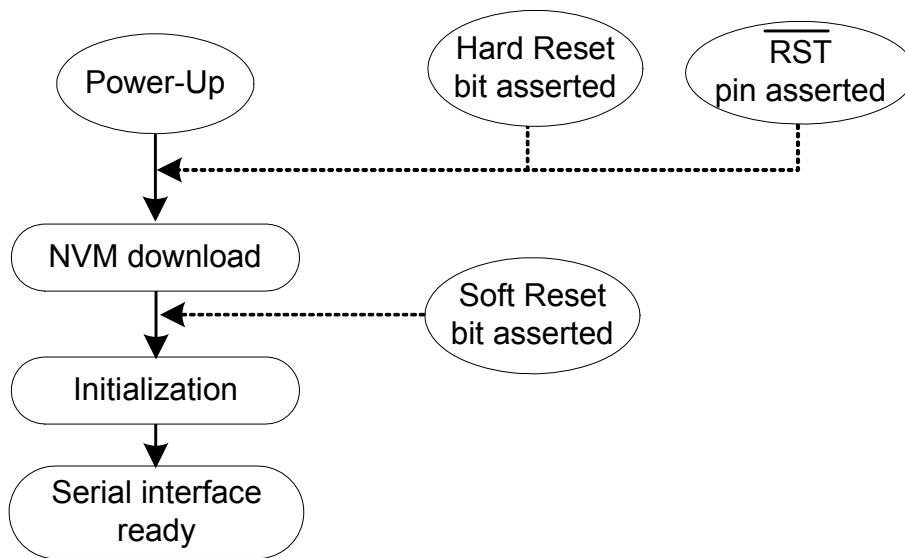 Power-Up
Hard Reset
bit asserted
RST
pin asserted
NVM download
Soft Reset
bit asserted
Initialization
Serial interface
ready